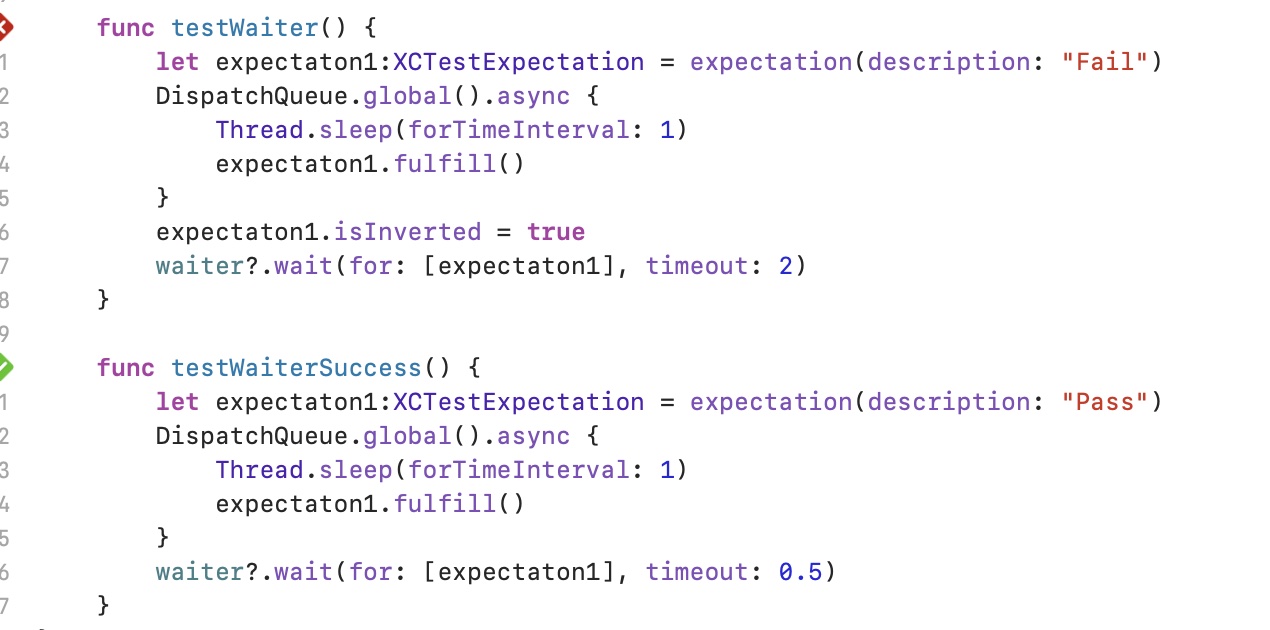 func testWaiter() {
1 let expectaton1:XCTestExpectation = expectation(description: "Fail")
2 DispatchQueue.global().async {
3 Thread.sleep(forTimeInterval: 1)
4 expectaton1.fulfill()
5 }
6 expectaton1.isInverted = true
7 waiter?.wait(for: [expectaton1], timeout: 2)
8 }
9
func testWaiterSuccess() {
1 let expectaton1:XCTestExpectation = expectation(description: "Pass")
2 DispatchQueue.global().async {
3 Thread.sleep(forTimeInterval: 1)
4 expectaton1.fulfill()
5 }
6 waiter?.wait(for: [expectaton1], timeout: 0.5)
7 }